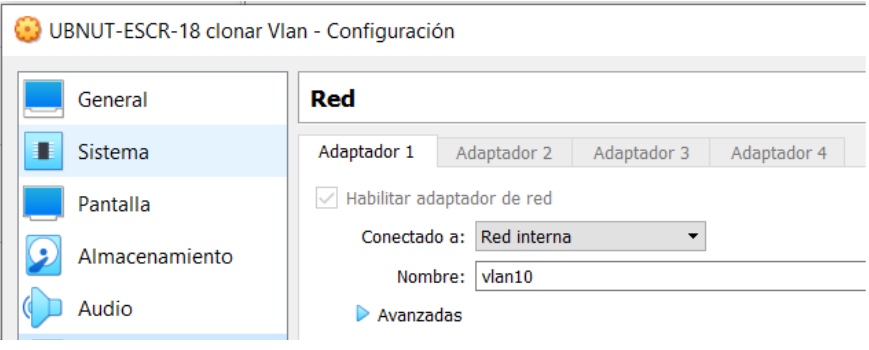 UBNUT-ESCR-18 clonar Vlan - Configuración
General
Sistema
Pantalla
Almacenamiento
Audio
Red
Adaptador 1 Adaptador 2 Adaptador 3 Adaptador 4
Habilitar adaptador de red
Conectado a: Red interna
Nombre: vlan10
Avanzadas